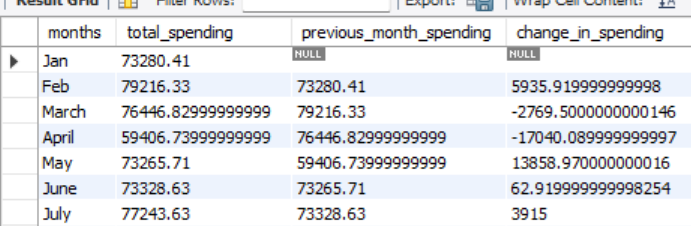 Result Grid Filter Rows: Export: Wrap Cell Content: IA
months total_spending previous_month_spending change_in_spending
Jan 73280.41 NULL NULL
Feb 79216.33 73280.41 5935.919999999998
March 76446.82999999999 79216.33 -2769.5000000000146
April 59406.73999999999 76446.82999999999 -17040.089999999997
May 73265.71 59406.73999999999 13858.970000000016
June 73328.63 73265.71 62.919999999998254
July 77243.63 73328.63 3915